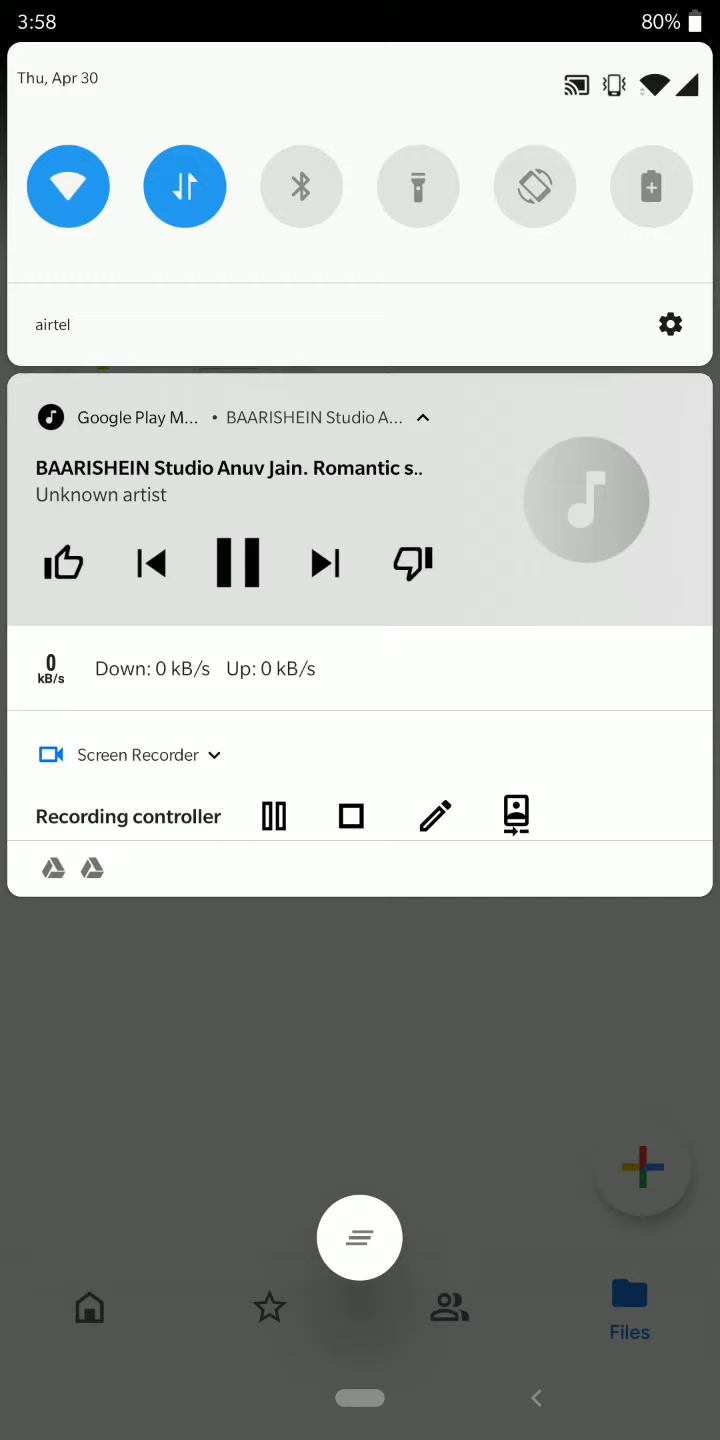 3:58
80%
Thu, Apr 30
airtel
Google Play M... • BAARISHEIN Studio A...
BAARISHEIN Studio Anuv Jain. Romantic s..
Unknown artist
0 kB/s
Down: 0 kB/s Up: 0 kB/s
Screen Recorder
Recording controller
Files